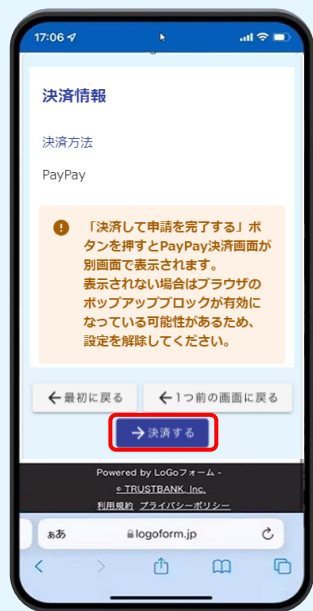 17:06
決済情報
決済方法
PayPay
「決済して申請を完了する」ボ
タンを押すとPayPay決済画面が
別画面で表示されます。
表示されない場合はブラウザの
ポップアップブロックが有効に
なっている可能性があるため、
設定を解除してください。
←最初に戻る ←1つ前の画面に戻る
→決済する
Powered by LoGoフォーム -
© TRUSTBANK, Inc.
利用規約 プライバシーポリシー
ああ logoform.jp